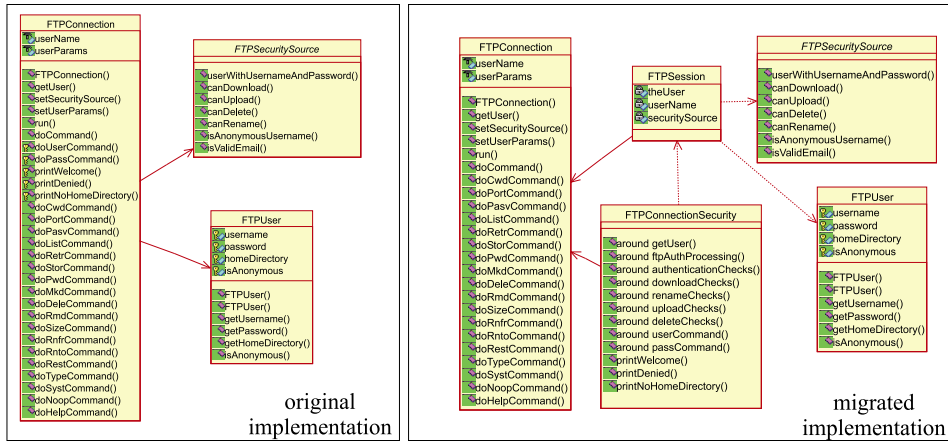 FTPConnection
userName
userParams
FTPConnection()
getUser()
setSecuritySource()
setUserParams()
run()
doCommand()
doUserCommand()
doPassCommand()
printWelcome()
printDenied()
printNoHomeDirectory()
doCwdCommand()
doPortCommand()
doPasvCommand()
doListCommand()
doRetrCommand()
doStorCommand()
doPwdCommand()
doMkdCommand()
doDeleCommand()
doRmdCommand()
doSizeCommand()
doRnfrCommand()
doRntoCommand()
doRestCommand()
doTypeCommand()
doSystCommand()
doNoopCommand()
doHelpCommand()
FTPSecuritySource
userWithUsernameAndPassword()
canDownload()
canUpload()
canDelete()
canRename()
isAnonymousUsername()
isValidEmail()
FTPUser
username
password
homeDirectory
isAnonymous
FTPUser()
FTPUser()
getUsername()
getPassword()
getHomeDirectory()
isAnonymous()
original
implementation
FTPConnection
userName
userParams
FTPConnection()
getUser()
setSecuritySource()
setUserParams()
run()
doCommand()
doCwdCommand()
doPortCommand()
doPasvCommand()
doListCommand()
doRetrCommand()
doStorCommand()
doPwdCommand()
doMkdCommand()
doDeleCommand()
doRmdCommand()
doSizeCommand()
doRnfrCommand()
doRntoCommand()
doRestCommand()
doTypeCommand()
doSystCommand()
doNoopCommand()
doHelpCommand()
FTPSession
theUser
userName
securitySource
FTPConnectionSecurity
around getUser()
around ftpAuthProcessing()
around authenticationChecks()
around downloadChecks()
around renameChecks()
around uploadChecks()
around deleteChecks()
around userCommand()
around passCommand()
printWelcome()
printDenied()
printNoHomeDirectory()
FTPSecuritySource
userWithUsernameAndPassword()
canDownload()
canUpload()
canDelete()
canRename()
isAnonymousUsername()
isValidEmail()
FTPUser
username
password
homeDirectory
isAnonymous
FTPUser()
FTPUser()
getUsername()
getPassword()
getHomeDirectory()
isAnonymous()
migrated
implementation